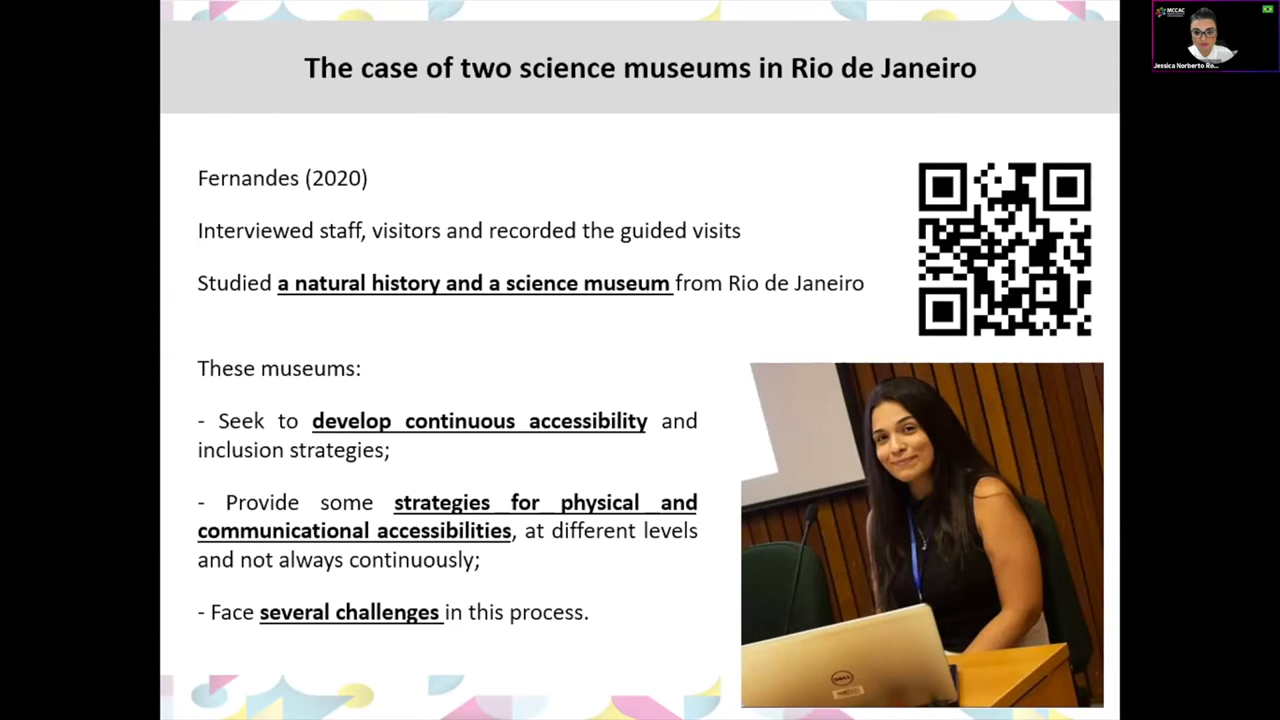 The case of two science museums in Rio de Janeiro
Fernandes (2020)
Interviewed staff, visitors and recorded the guided visits
Studied a natural history and a science museum from Rio de Janeiro
These museums:
- Seek to develop continuous accessibility and
inclusion strategies;
- Provide some strategies for physical and
communicational accessibilities, at different levels
and not always continuously;
- Face several challenges in this process.
DELL
MCCAC
Jessica Norberto Ro...